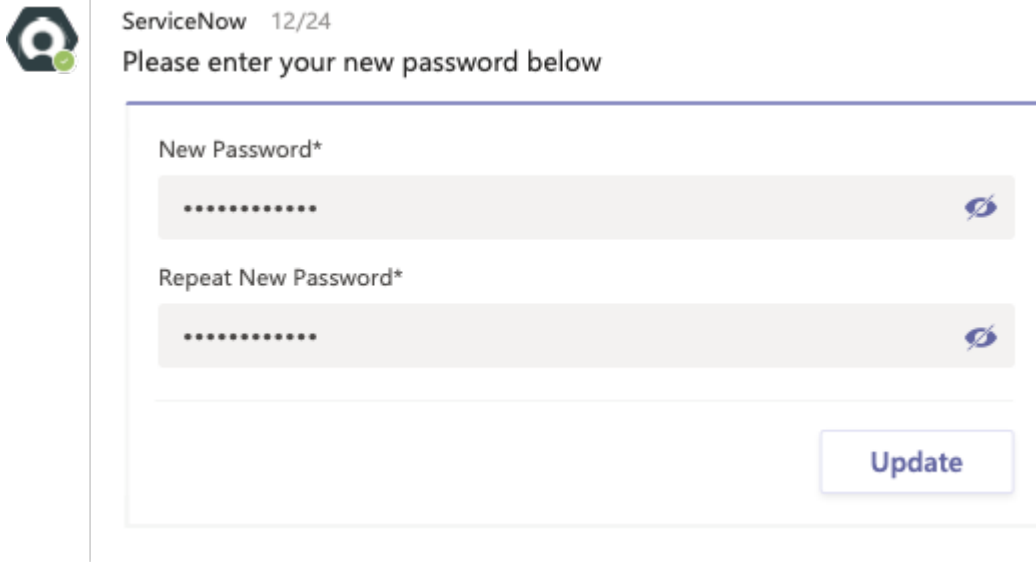 ServiceNow 12/24
Please enter your new password below
New Password*
••••••••••••
Repeat New Password*
••••••••••••
Update